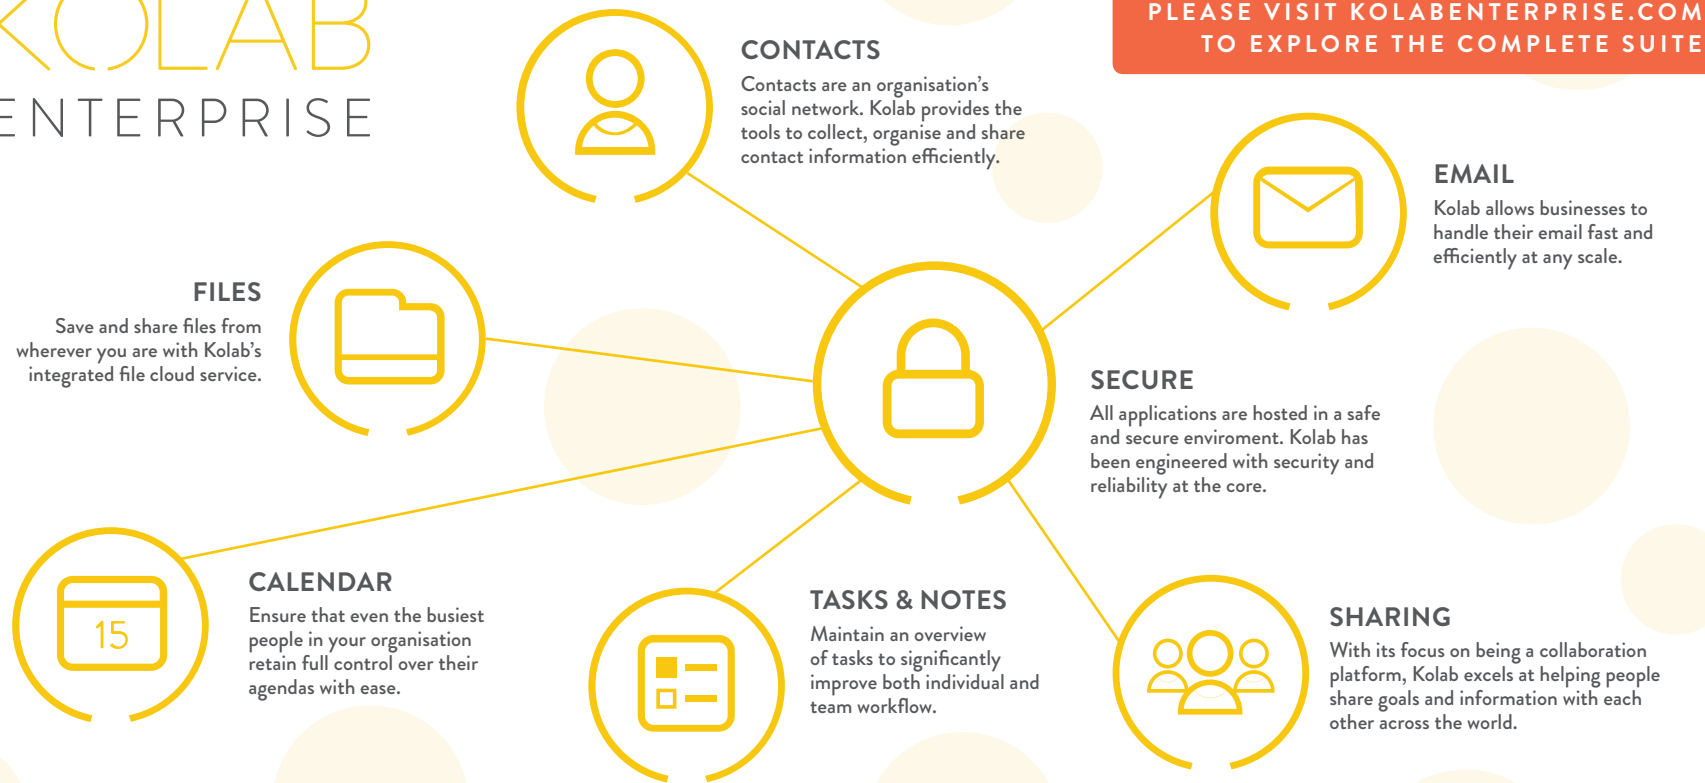 KOLAB
ENTERPRISE
PLEASE VISIT KOLABENTERPRISE.COM
TO EXPLORE THE COMPLETE SUITE
CONTACTS
Contacts are an organisation's
social network. Kolab provides the
tools to collect, organise and share
contact information efficiently.
EMAIL
Kolab allows businesses to
handle their email fast and
efficiently at any scale.
FILES
Save and share files from
wherever you are with Kolab's
integrated file cloud service.
SECURE
All applications are hosted in a safe
and secure enviroment. Kolab has
been engineered with security and
reliability at the core.
CALENDAR
Ensure that even the busiest
people in your organisation
retain full control over their
agendas with ease.
15
TASKS & NOTES
Maintain an overview
of tasks to significantly
improve both individual and
team workflow.
SHARING
With its focus on being a collaboration
platform, Kolab excels at helping people
share goals and information with each
other across the world.